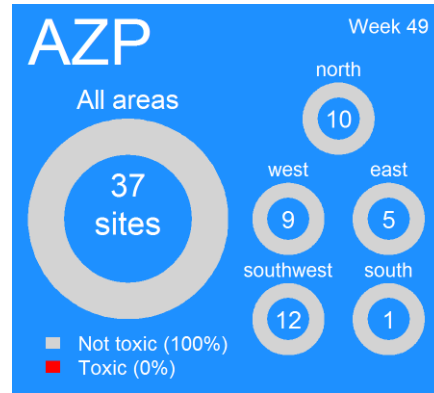 AZP
Week 49
All areas
37
sites
north
10
west
9
east
5
southwest
12
south
1
Not toxic (100%)
Toxic (0%)